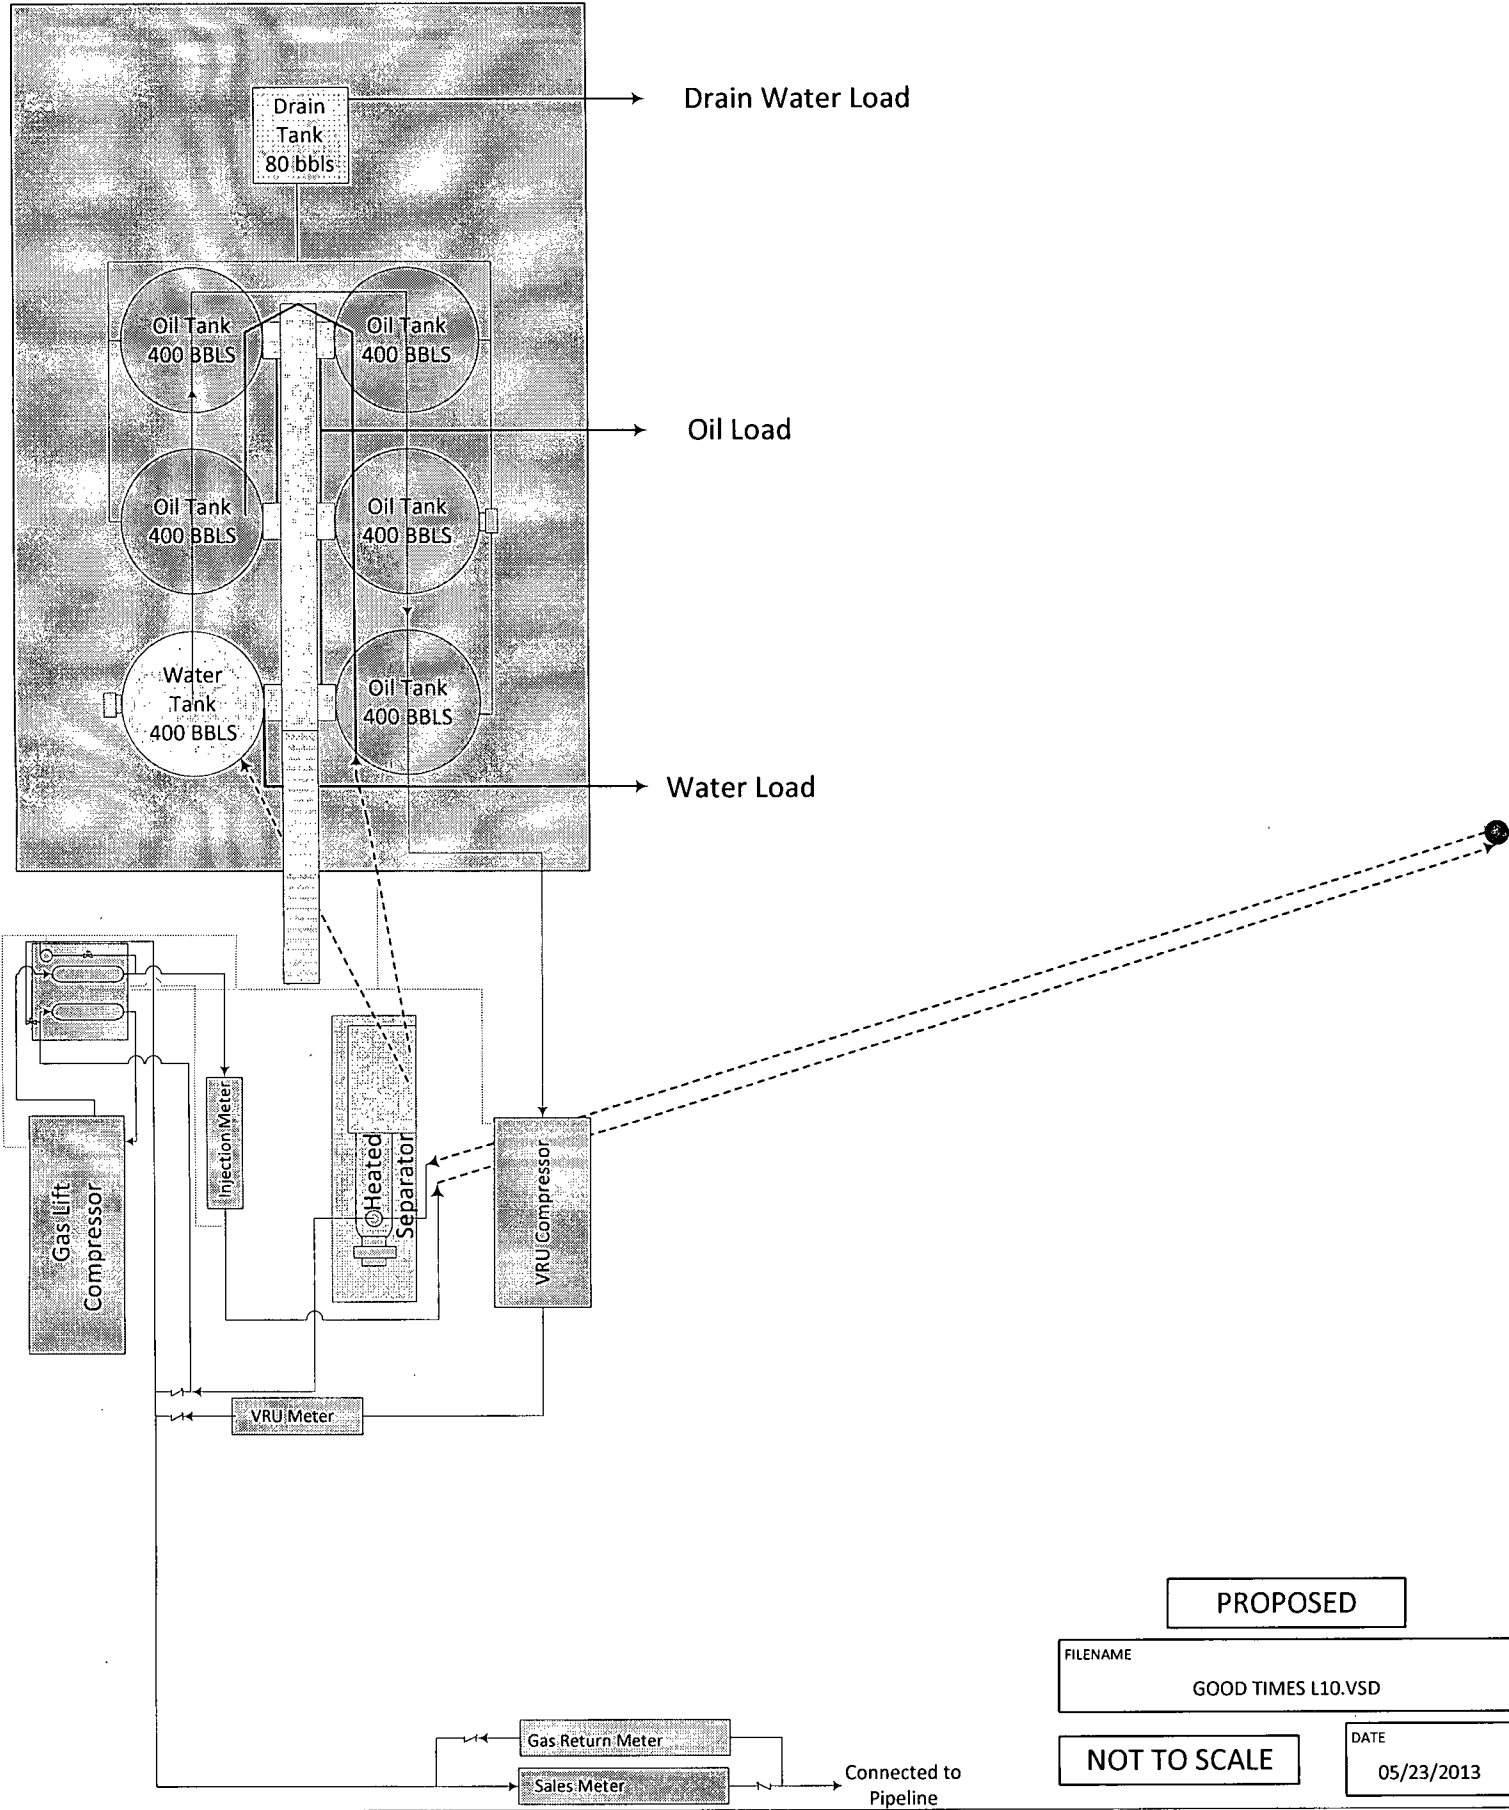 Drain
Tank
80 bbls
Drain Water Load
Oil Tank
400 BBLS
Oil Tank
400 BBLS
Oil Load
Oil Tank
400 BBLS
Oil Tank
400 BBLS
Water
Tank
400 BBLS
Oil Tank
400 BBLS
Water Load
Injection Meter
Heated
Separator
Gas Lift
Compressor
VRU Compressor
VRU Meter
PROPOSED
FILENAME
GOOD TIMES L10.VSD
Gas Return Meter
NOT TO SCALE
DATE
05/23/2013
Sales Meter
Connected to
Pipeline